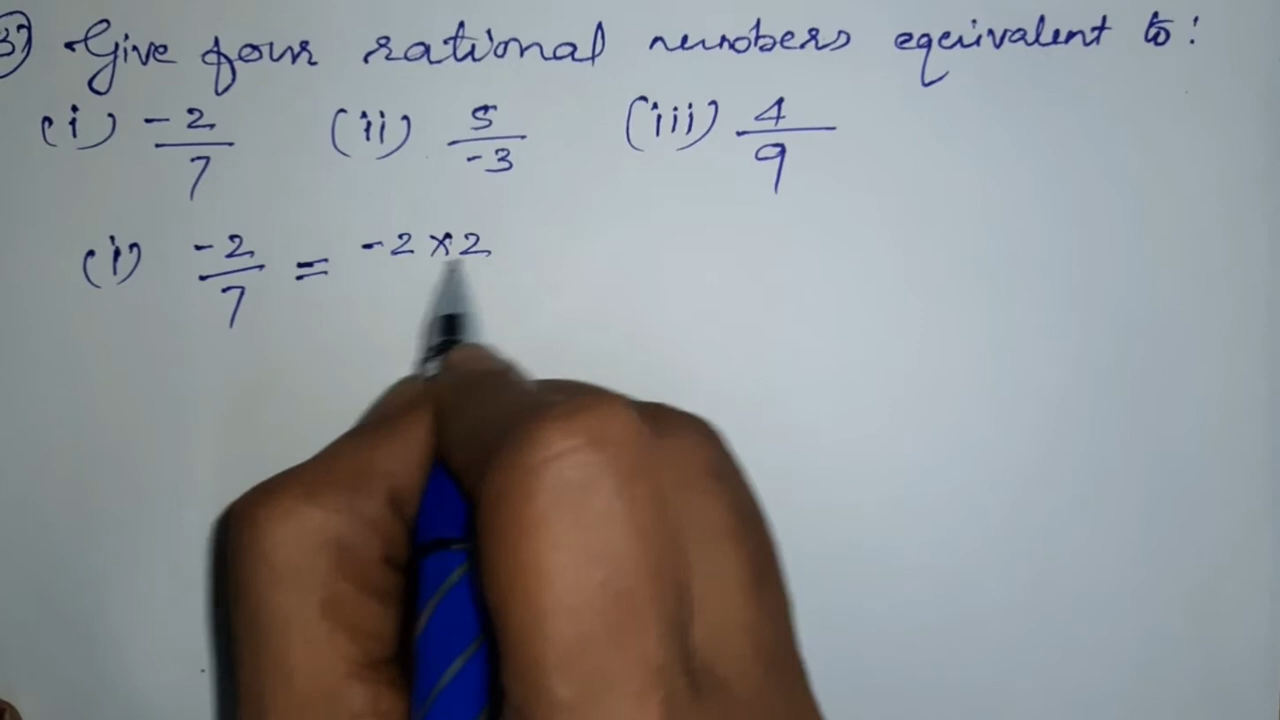 3) Give four rational numbers equivalent to:
(i) -2/7 (ii) 5/-3 (iii) 4/9
(i) -2/7 = -2×2